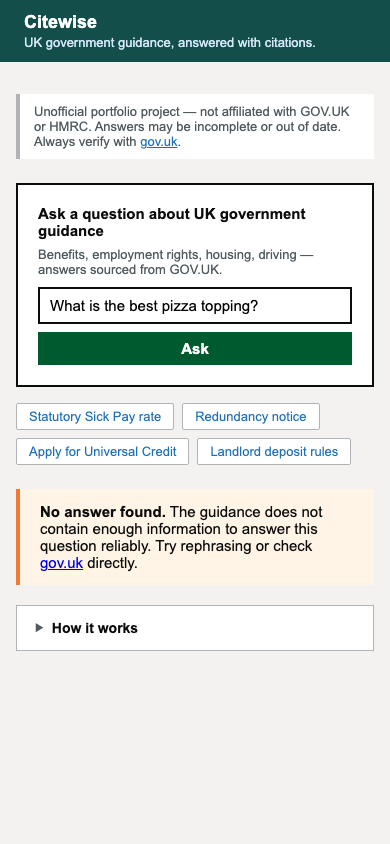 Citewise
UK government guidance, answered with citations.
Unofficial portfolio project — not affiliated with GOV.UK
or HMRC. Answers may be incomplete or out of date.
Always verify with gov.uk.
Ask a question about UK government
guidance
Benefits, employment rights, housing, driving —
answers sourced from GOV.UK.
What is the best pizza topping?
Ask
Statutory Sick Pay rate
Redundancy notice
Apply for Universal Credit
Landlord deposit rules
No answer found. The guidance does not
contain enough information to answer this
question reliably. Try rephrasing or check
gov.uk directly.
How it works